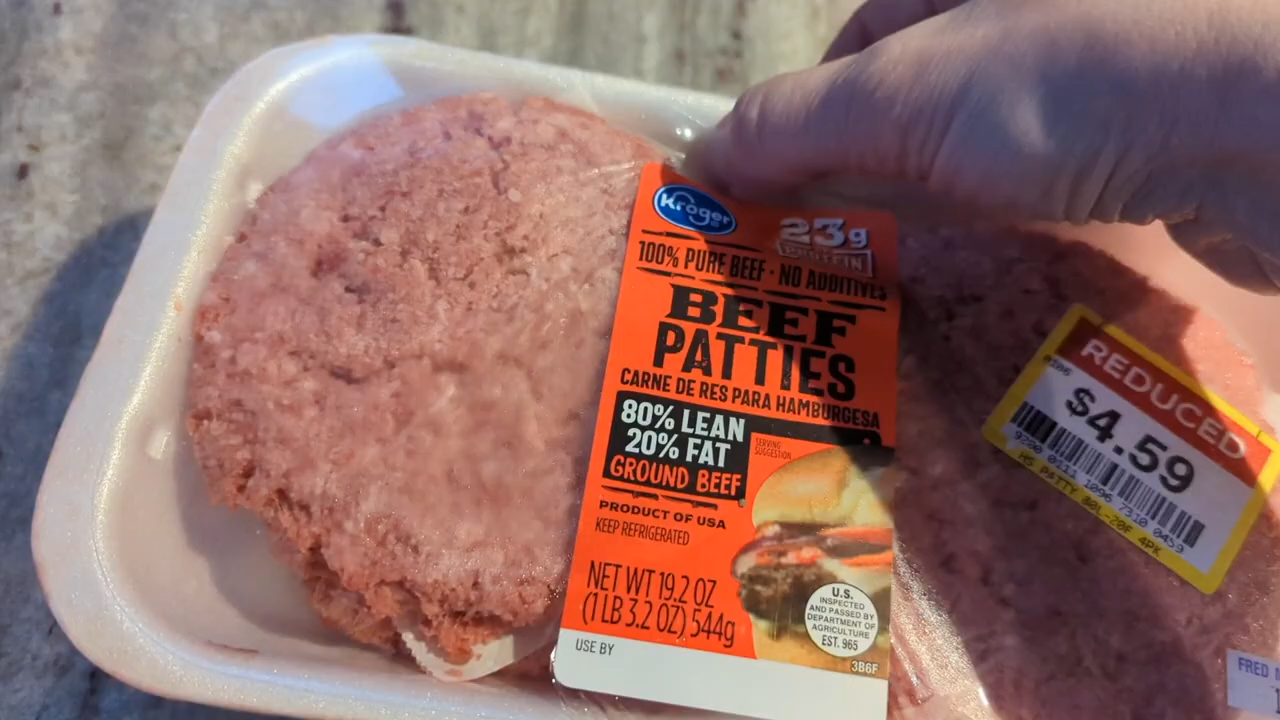 Kroger
23g
PROTEIN
100% PURE BEEF · NO ADDITIVES
BEEF
PATTIES
CARNE DE RES PARA HAMBURGESA
80% LEAN
20% FAT
GROUND BEEF
SERVING
SUGGESTION
PRODUCT OF USA
KEEP REFRIGERATED
NET WT 19.2 OZ
(1 LB 3.2 OZ) 544g
U.S.
INSPECTED
AND PASSED BY
DEPARTMENT OF
AGRICULTURE
EST. 965
USE BY
3B6F
REDUCED
$4.59
HS PATTY 80L-20F 4PK
FRED